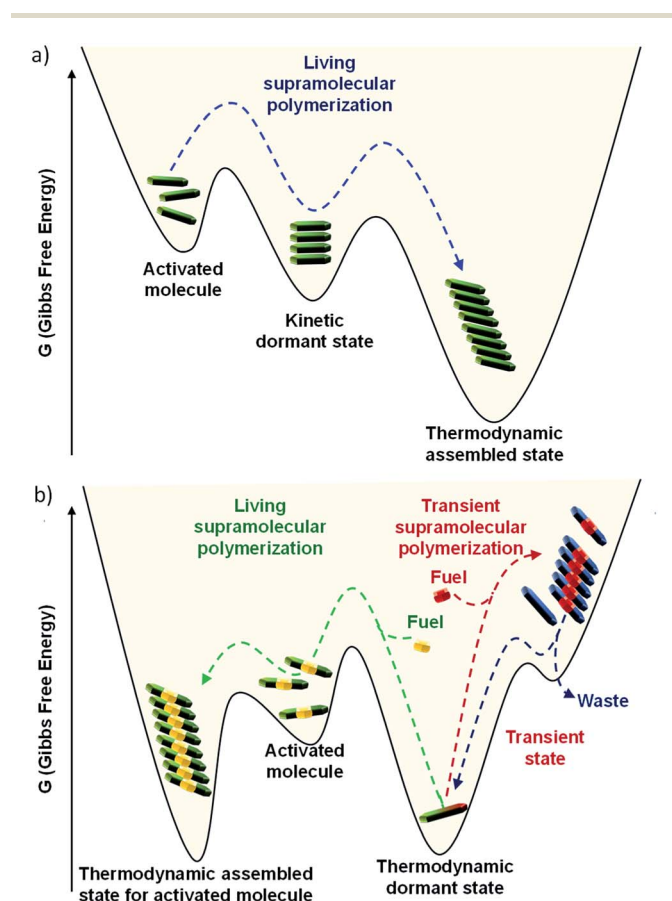 a)
Living
supramolecular
polymerization
G (Gibbs Free Energy)
Activated
molecule
Kinetic
dormant state
Thermodynamic
assembled state
b)
Living
supramolecular
polymerization
Transient
supramolecular
polymerization
Fuel
Fuel
G (Gibbs Free Energy)
Waste
Activated
molecule
Transient
state
Thermodynamic assembled
state for activated molecule
Thermodynamic
dormant state